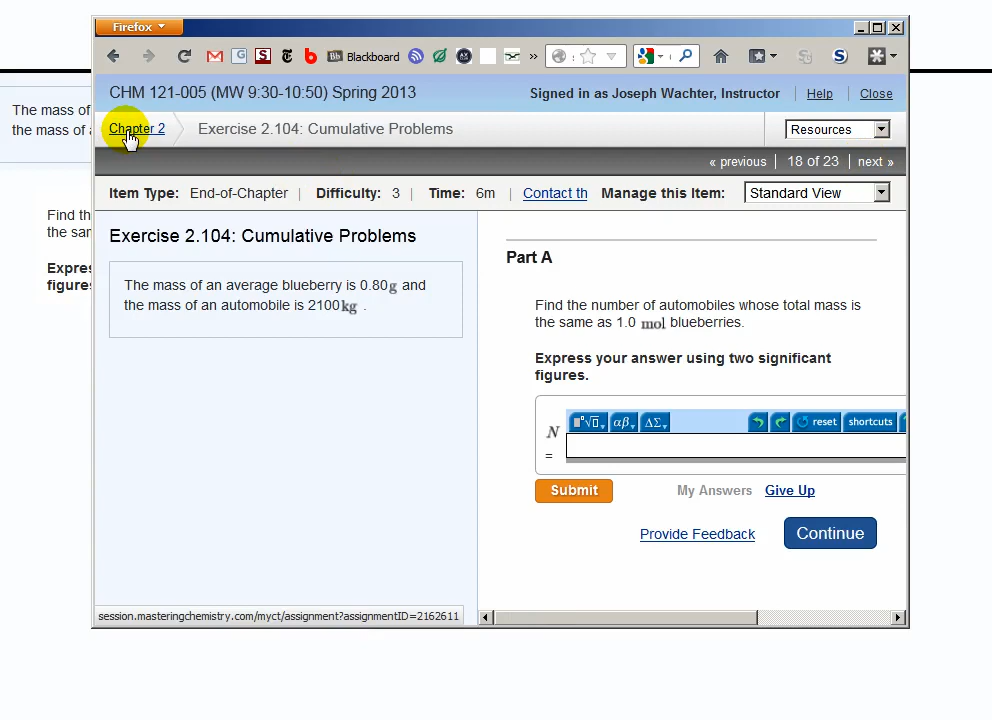 Firefox
Blackboard
CHM 121-005 (MW 9:30-10:50) Spring 2013
Signed in as Joseph Wachter, Instructor | Help | Close
Chapter 2
Exercise 2.104: Cumulative Problems
Resources
« previous | 18 of 23 | next »
Item Type: End-of-Chapter | Difficulty: 3 | Time: 6m | Contact th
Manage this Item: Standard View
The mass of
the mass of a
Find th
the sam
Expres
figures
Exercise 2.104: Cumulative Problems
The mass of an average blueberry is 0.80 g and
the mass of an automobile is 2100 kg .
Part A
Find the number of automobiles whose total mass is
the same as 1.0 mol blueberries.
Express your answer using two significant
figures.
αβ ΔΣ reset shortcuts
N
=
Submit
My Answers Give Up
Provide Feedback
Continue
session.masteringchemistry.com/myct/assignment?assignmentID=2162611